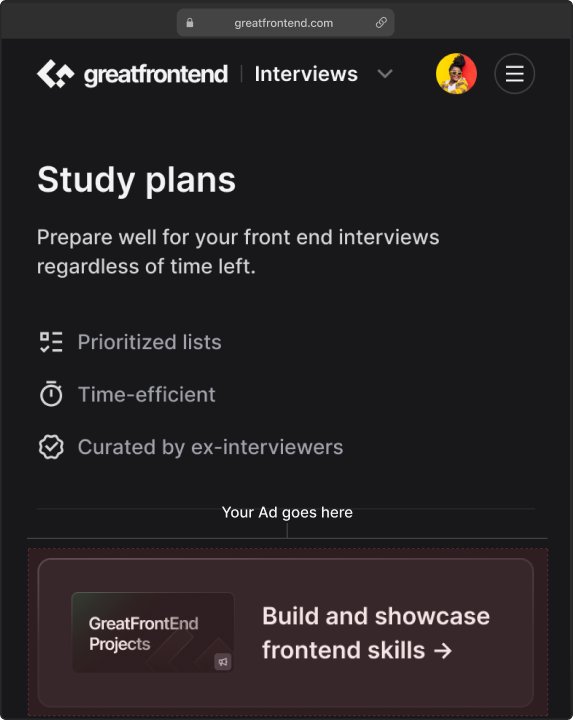 greatfrontend.com
greatfrontend
Interviews
Study plans
Prepare well for your front end interviews
regardless of time left.
Prioritized lists
Time-efficient
Curated by ex-interviewers
Your Ad goes here
GreatFrontEnd
Projects
Build and showcase
frontend skills →